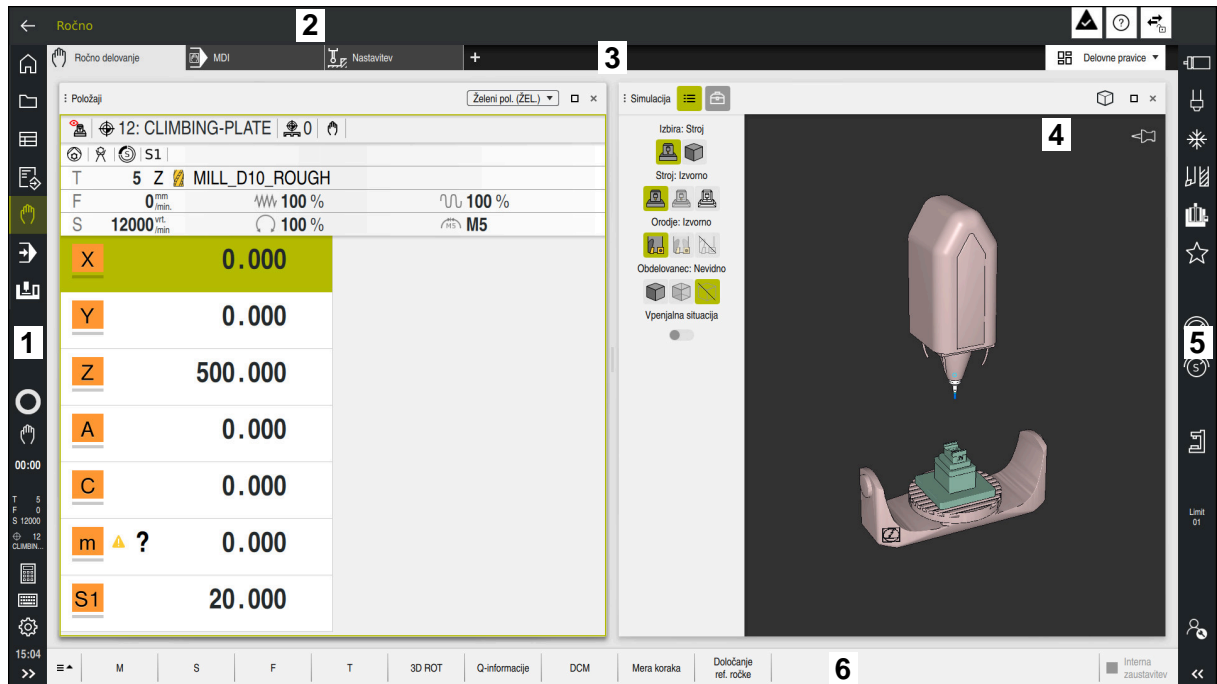 Ročno
2
Ročno delovanje
MDI
Nastavitev
+
3
Delovne pravice
Položaji
Želeni pol. (ŽEL.)
12: CLIMBING-PLATE
0
S1
T 5 Z MILL_D10_ROUGH
F 0 mm/min. 100 % 100 %
S 12000 vrt./min 100 % M5 M5
X 0.000
Y 0.000
Z 500.000
A 0.000
C 0.000
m ? 0.000
S1 20.000
Simulacija
Izbira: Stroj
Stroj: Izvorno
Orodje: Izvorno
Obdelovanec: Nevidno
Vpenjalna situacija
4
1
00:00
T 5
F 0
S 12000
12
CLIMBIN...
15:04
5
S
Limit
01
M
S
F
T
3D ROT
Q-informacije
DCM
Mera koraka
Določanje
ref. ročke
6
Interna
zaustavitev